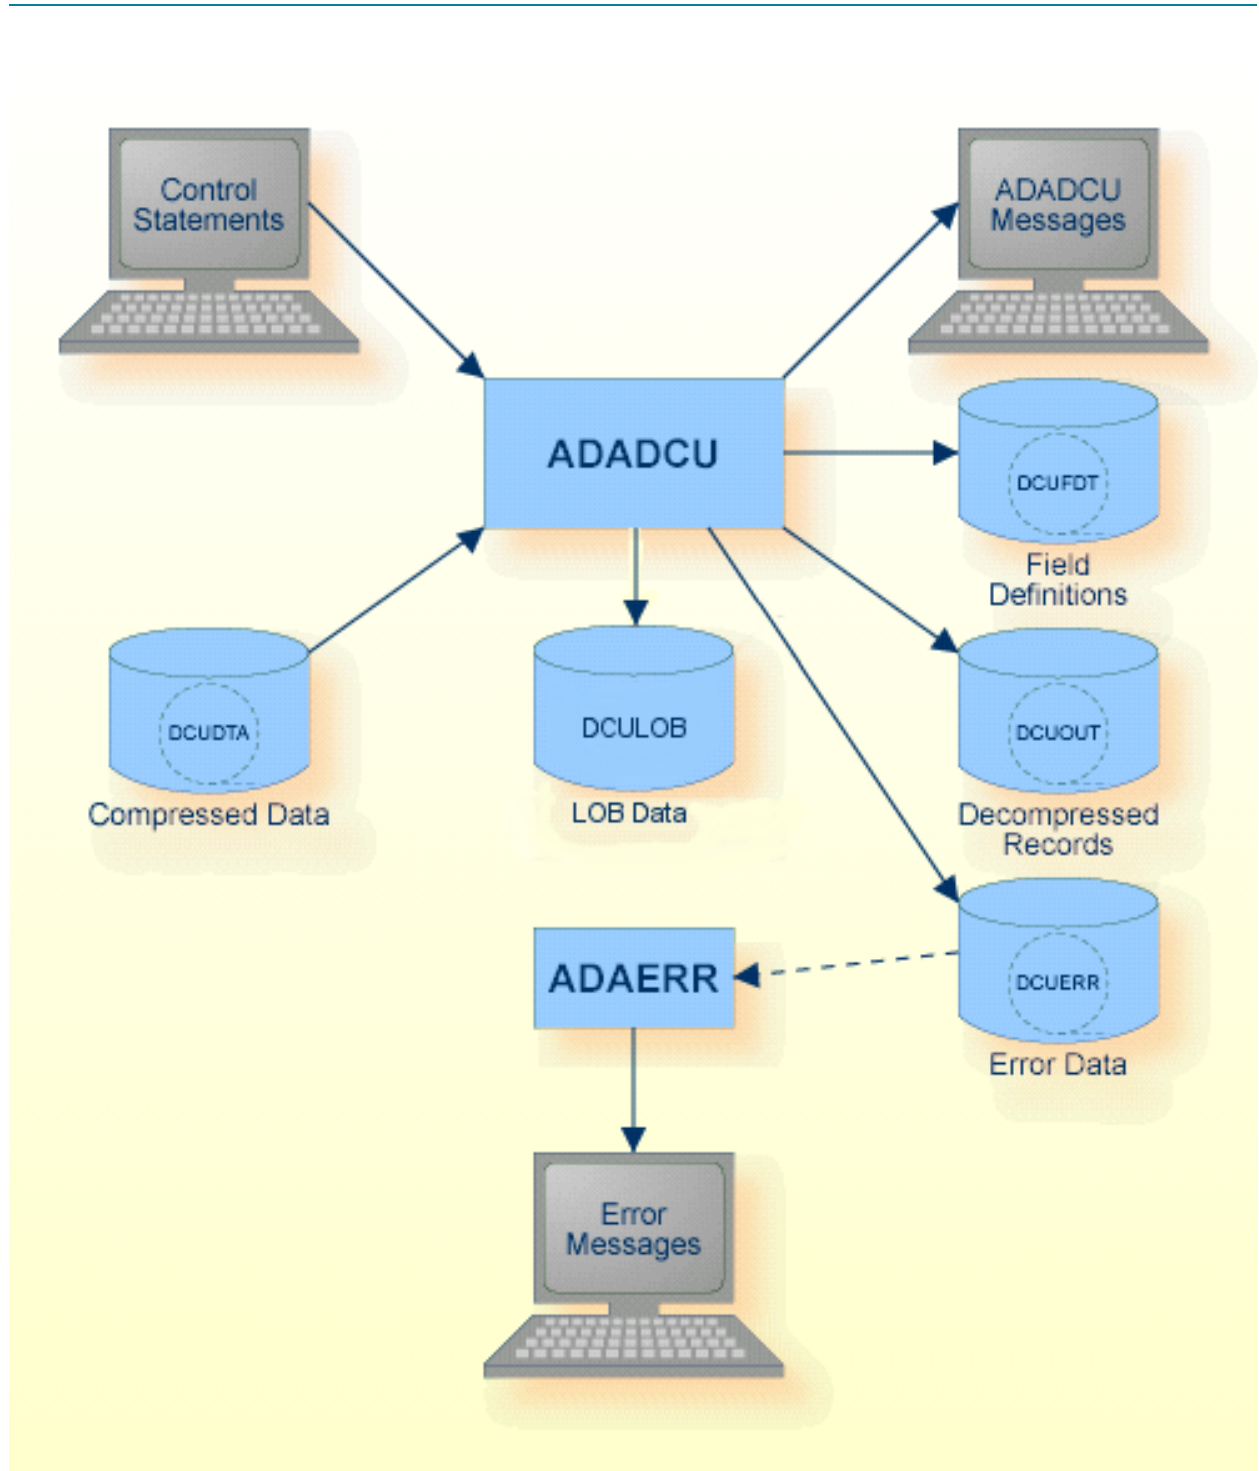 Control
Statements
ADADCU
Messages
ADADCU
DCUFDT
Field
Definitions
DCUDTA
Compressed Data
DCULOB
LOB Data
DCUOUT
Decompressed
Records
ADAERR
DCUERR
Error Data
Error
Messages